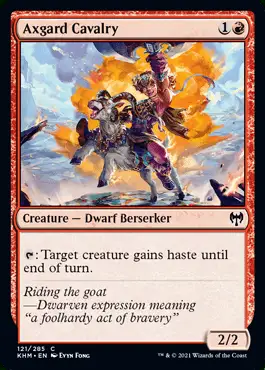 Axgard Cavalry 1
Creature — Dwarf Berserker
: Target creature gains haste until
end of turn.
Riding the goat
—Dwarven expression meaning
“a foolhardy act of bravery”
2/2
121/285 C
KHM • EN Evyn Fong
™ & © 2021 Wizards of the Coast